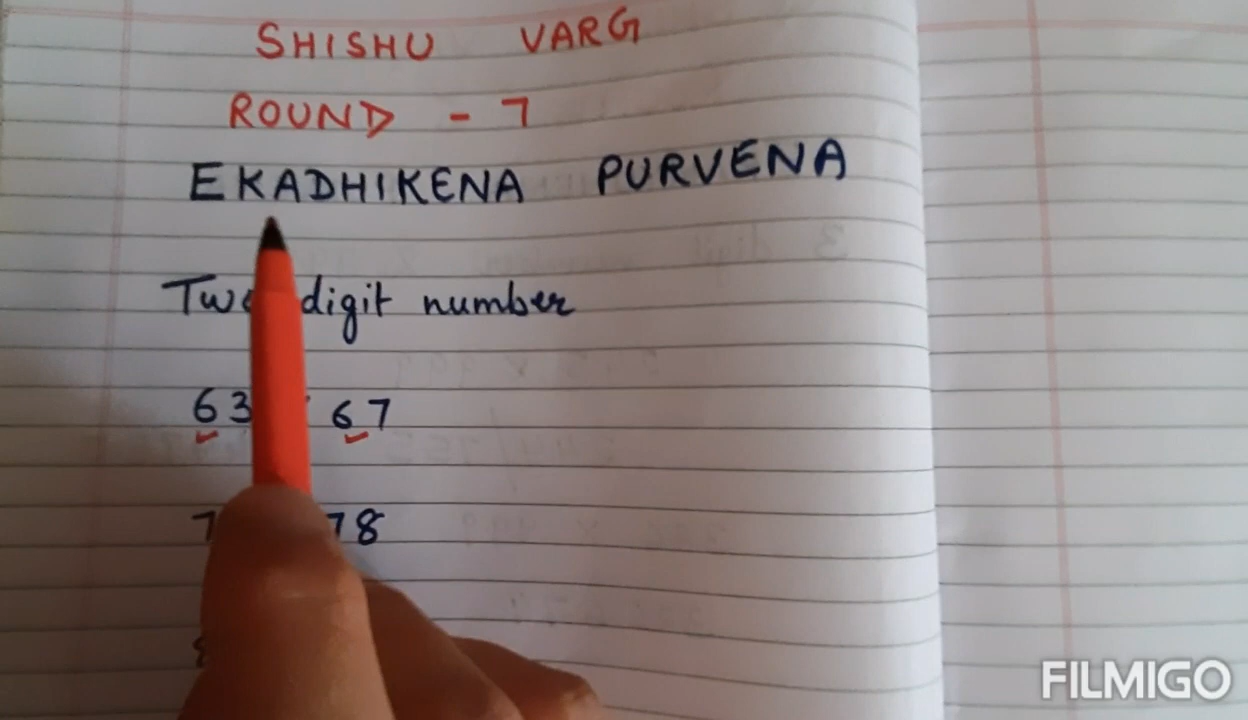 SHISHU VARG
ROUND - 7
EKADHIKENA PURVENA
digit number
63 67
78
FILMIGO